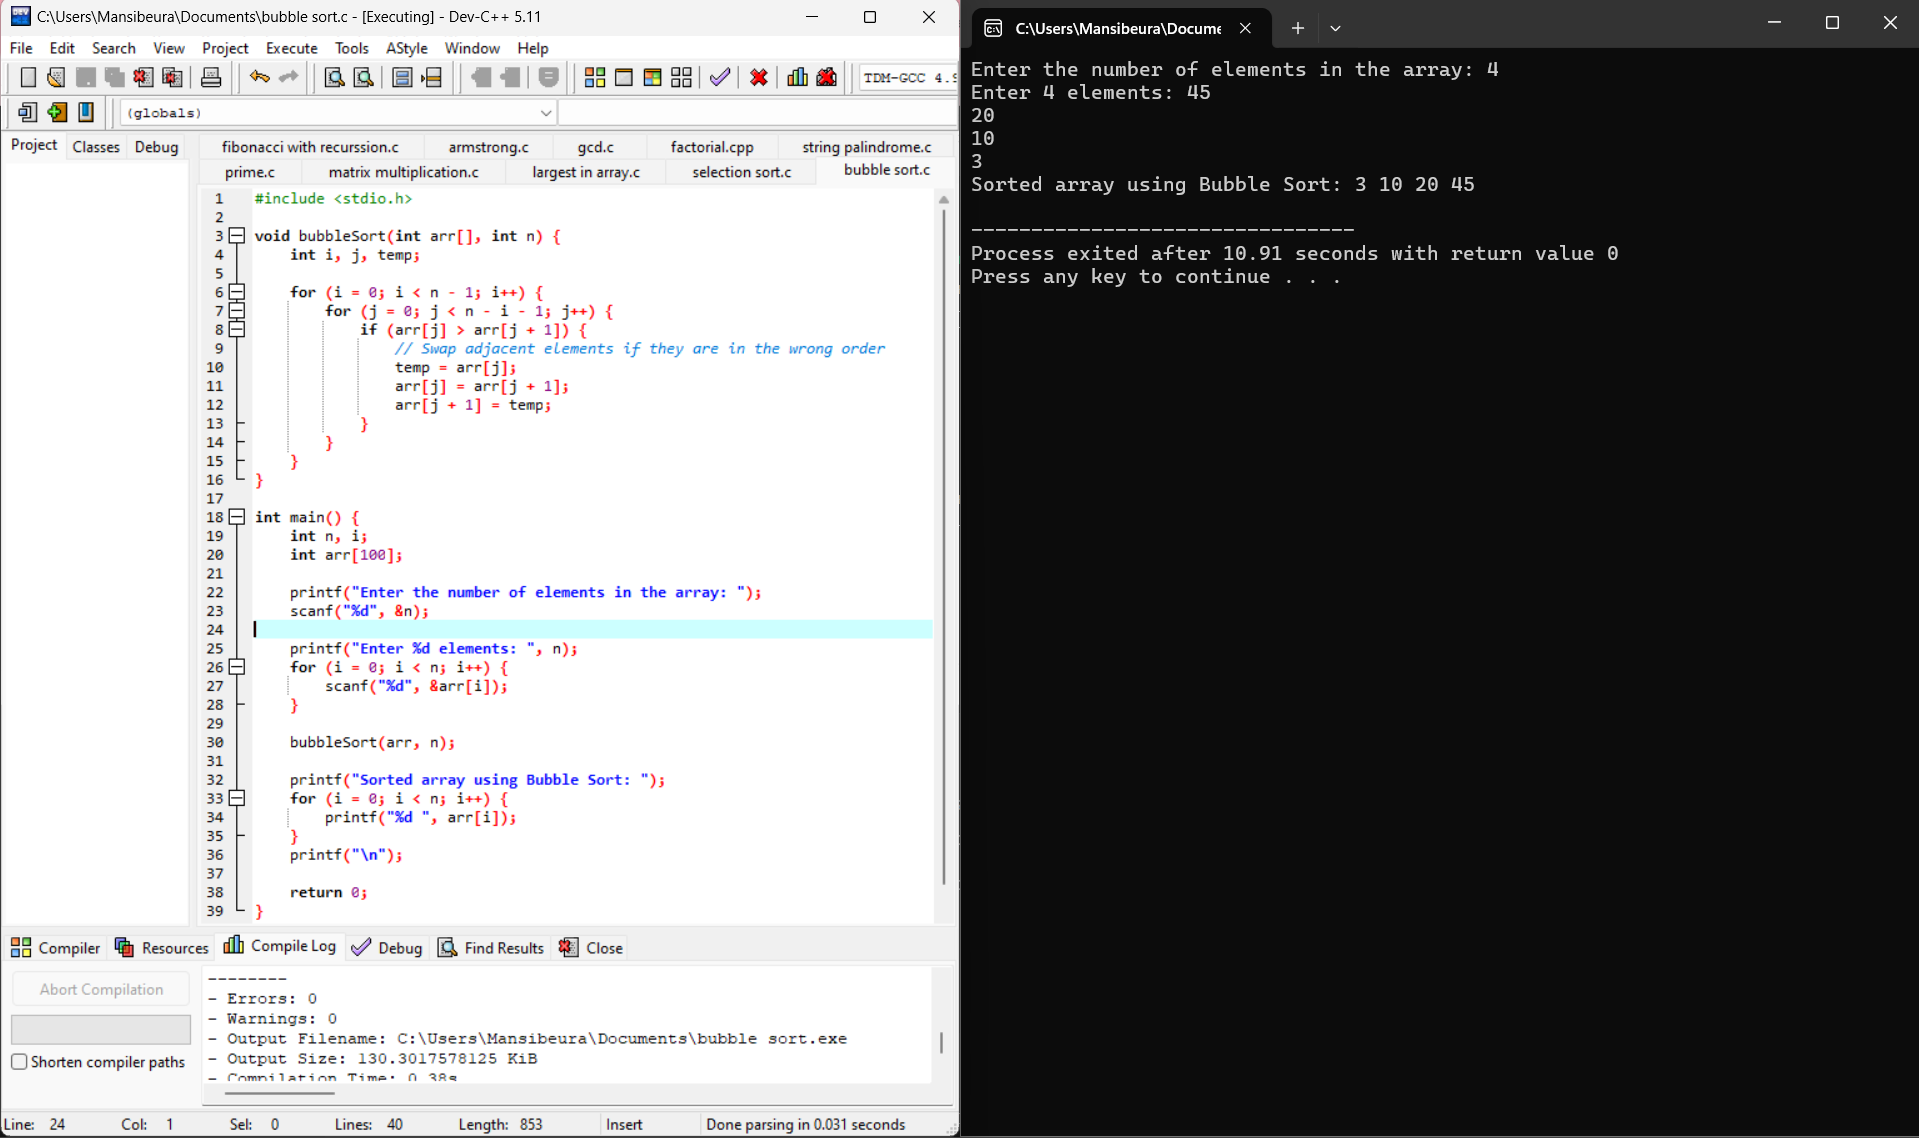 C:\Users\Mansibeura\Documents\bubble sort.c - [Executing] - Dev-C++ 5.11
File Edit Search View Project Execute Tools AStyle Window Help
TDM-GCC 4.9
(globals)
Project Classes Debug
fibonacci with recurssion.c armstrong.c gcd.c factorial.cpp string palindrome.c
prime.c matrix multiplication.c largest in array.c selection sort.c bubble sort.c
1 #include <stdio.h>
2
3 void bubbleSort(int arr[], int n) {
4     int i, j, temp;
5
6     for (i = 0; i < n - 1; i++) {
7         for (j = 0; j < n - i - 1; j++) {
8             if (arr[j] > arr[j + 1]) {
9                 // Swap adjacent elements if they are in the wrong order
10                 temp = arr[j];
11                 arr[j] = arr[j + 1];
12                 arr[j + 1] = temp;
13             }
14         }
15     }
16 }
17
18 int main() {
19     int n, i;
20     int arr[100];
21
22     printf("Enter the number of elements in the array: ");
23     scanf("%d", &n);
24
25     printf("Enter %d elements: ", n);
26     for (i = 0; i < n; i++) {
27         scanf("%d", &arr[i]);
28     }
29
30     bubbleSort(arr, n);
31
32     printf("Sorted array using Bubble Sort: ");
33     for (i = 0; i < n; i++) {
34         printf("%d ", arr[i]);
35     }
36     printf("\n");
37
38     return 0;
39 }
Compiler Resources Compile Log Debug Find Results Close
Abort Compilation
Shorten compiler paths
--------
- Errors: 0
- Warnings: 0
- Output Filename: C:\Users\Mansibeura\Documents\bubble sort.exe
- Output Size: 130.3017578125 KiB
- Compilation Time: 0.38s
Line: 24 Col: 1 Sel: 0 Lines: 40 Length: 853 Insert Done parsing in 0.031 seconds
C:\Users\Mansibeura\Docume
Enter the number of elements in the array: 4
Enter 4 elements: 45
20
10
3
Sorted array using Bubble Sort: 3 10 20 45
--------------------------------
Process exited after 10.91 seconds with return value 0
Press any key to continue . . .